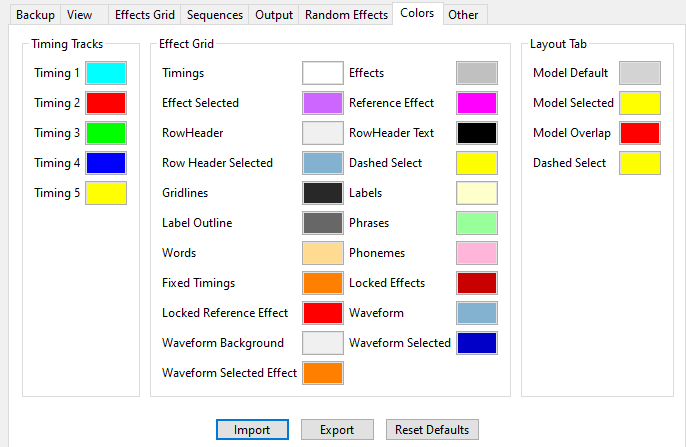 Backup View Effects Grid Sequences Output Random Effects Colors Other
Timing Tracks
Timing 1
Timing 2
Timing 3
Timing 4
Timing 5
Effect Grid
Timings Effects
Effect Selected Reference Effect
RowHeader RowHeader Text
Row Header Selected Dashed Select
Gridlines Labels
Label Outline Phrases
Words Phonemes
Fixed Timings Locked Effects
Locked Reference Effect Waveform
Waveform Background Waveform Selected
Waveform Selected Effect
Layout Tab
Model Default
Model Selected
Model Overlap
Dashed Select
Import Export Reset Defaults